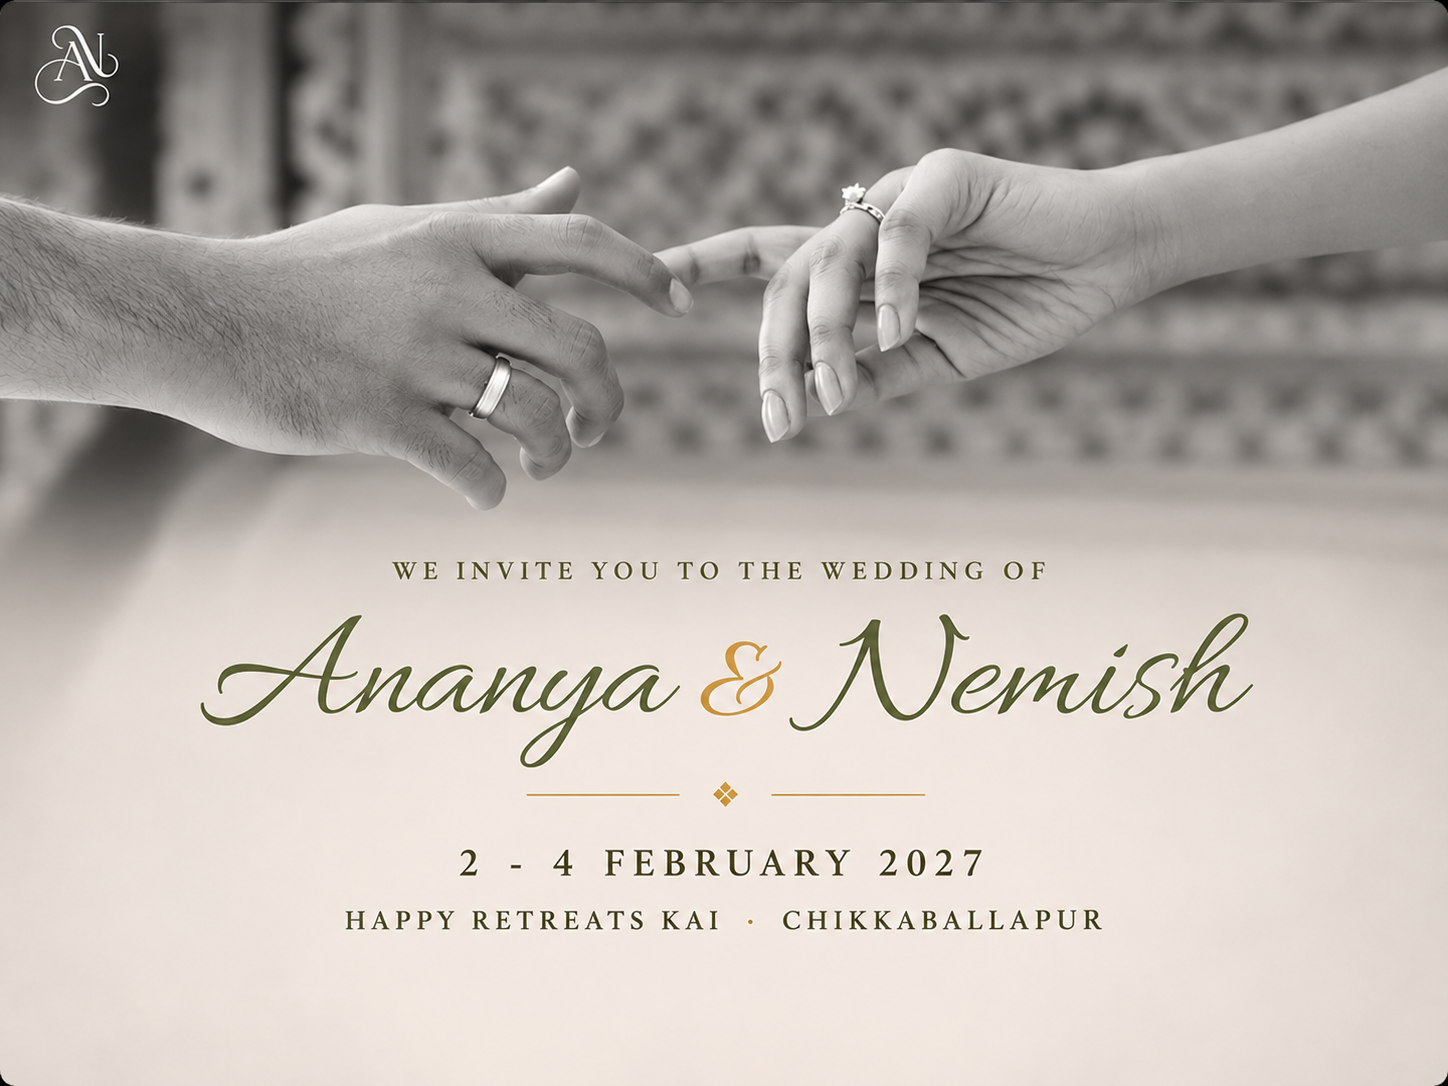 AN
WE INVITE YOU TO THE WEDDING OF
Ananya & Nemish
2 - 4 FEBRUARY 2027
HAPPY RETREATS KAI · CHIKKABALLAPUR